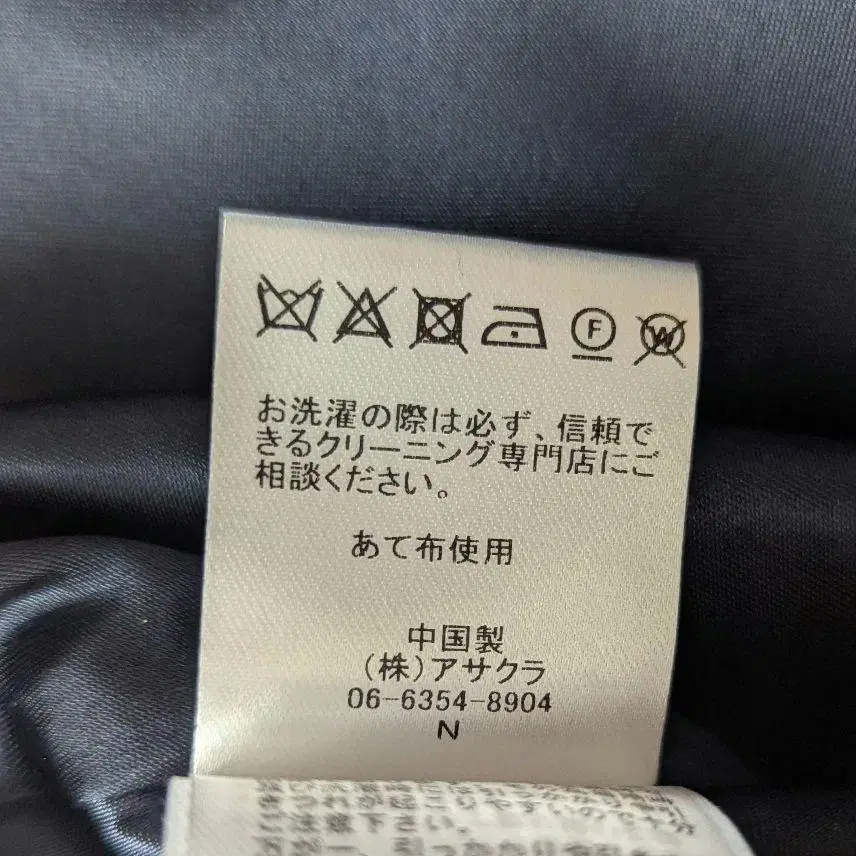 F W
お洗濯の際は必ず、信頼で
きるクリーニング専門店にご
相談ください。
あて布使用
中国製
(株)アサクラ
06-6354-8904
N